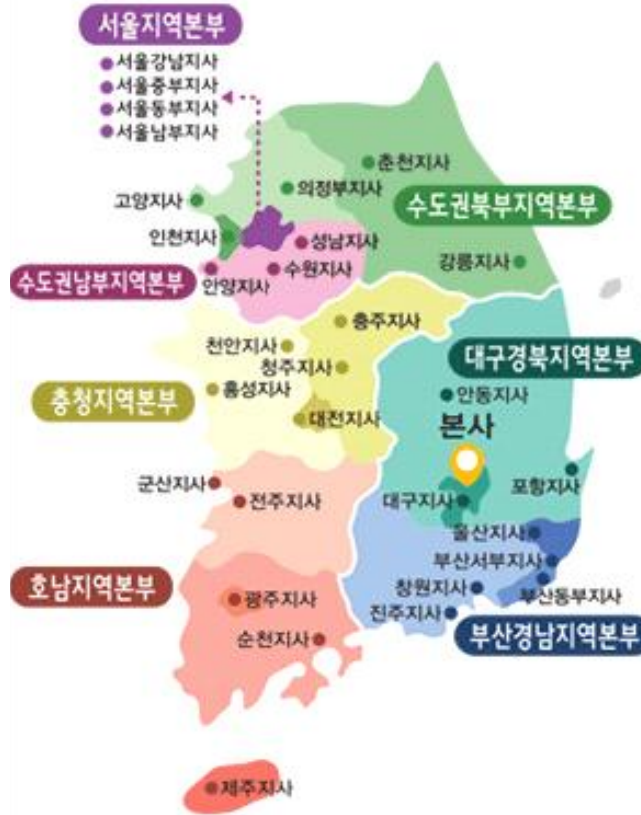 서울지역본부
서울강남지사
서울중부지사
서울동부지사
서울남부지사
춘천지사
의정부지사
고양지사
수도권북부지역본부
인천지사
성남지사
강릉지사
수도권남부지역본부
안양지사
수원지사
충주지사
천안지사
대구경북지역본부
청주지사
충청지역본부
홍성지사
안동지사
대전지사
본사
군산지사
전주지사
대구지사
포항지사
울산지사
부산서부지사
호남지역본부
광주지사
창원지사
부산동부지사
진주지사
순천지사
부산경남지역본부
제주지사